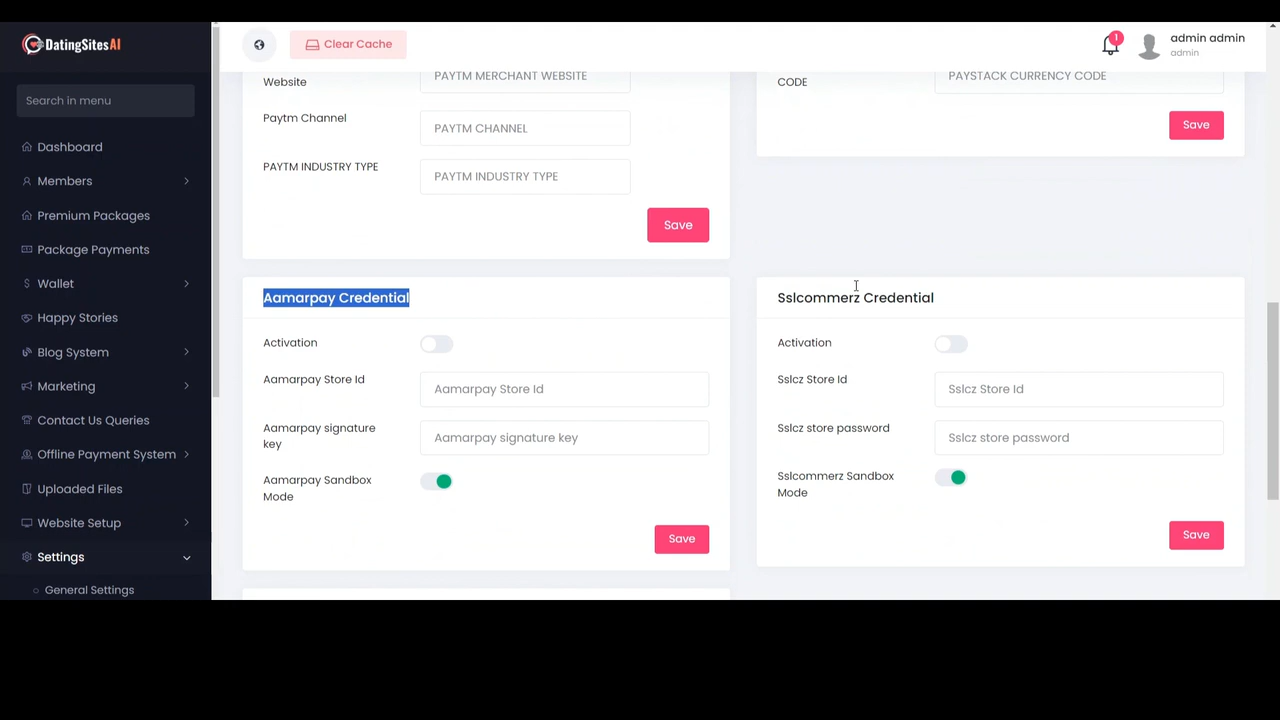 DatingSitesAI
Clear Cache
1
admin admin
admin
Search in menu
Dashboard
Members
Premium Packages
Package Payments
Wallet
Happy Stories
Blog System
Marketing
Contact Us Queries
Offline Payment System
Uploaded Files
Website Setup
Settings
General Settings
Website
PAYTM MERCHANT WEBSITE
Paytm Channel
PAYTM CHANNEL
PAYTM INDUSTRY TYPE
PAYTM INDUSTRY TYPE
Save
CODE
PAYSTACK CURRENCY CODE
Save
Aamarpay Credential
Activation
Aamarpay Store Id
Aamarpay Store Id
Aamarpay signature
key
Aamarpay signature key
Aamarpay Sandbox
Mode
Save
Sslcommerz Credential
Activation
Sslcz Store Id
Sslcz Store Id
Sslcz store password
Sslcz store password
Sslcommerz Sandbox
Mode
Save